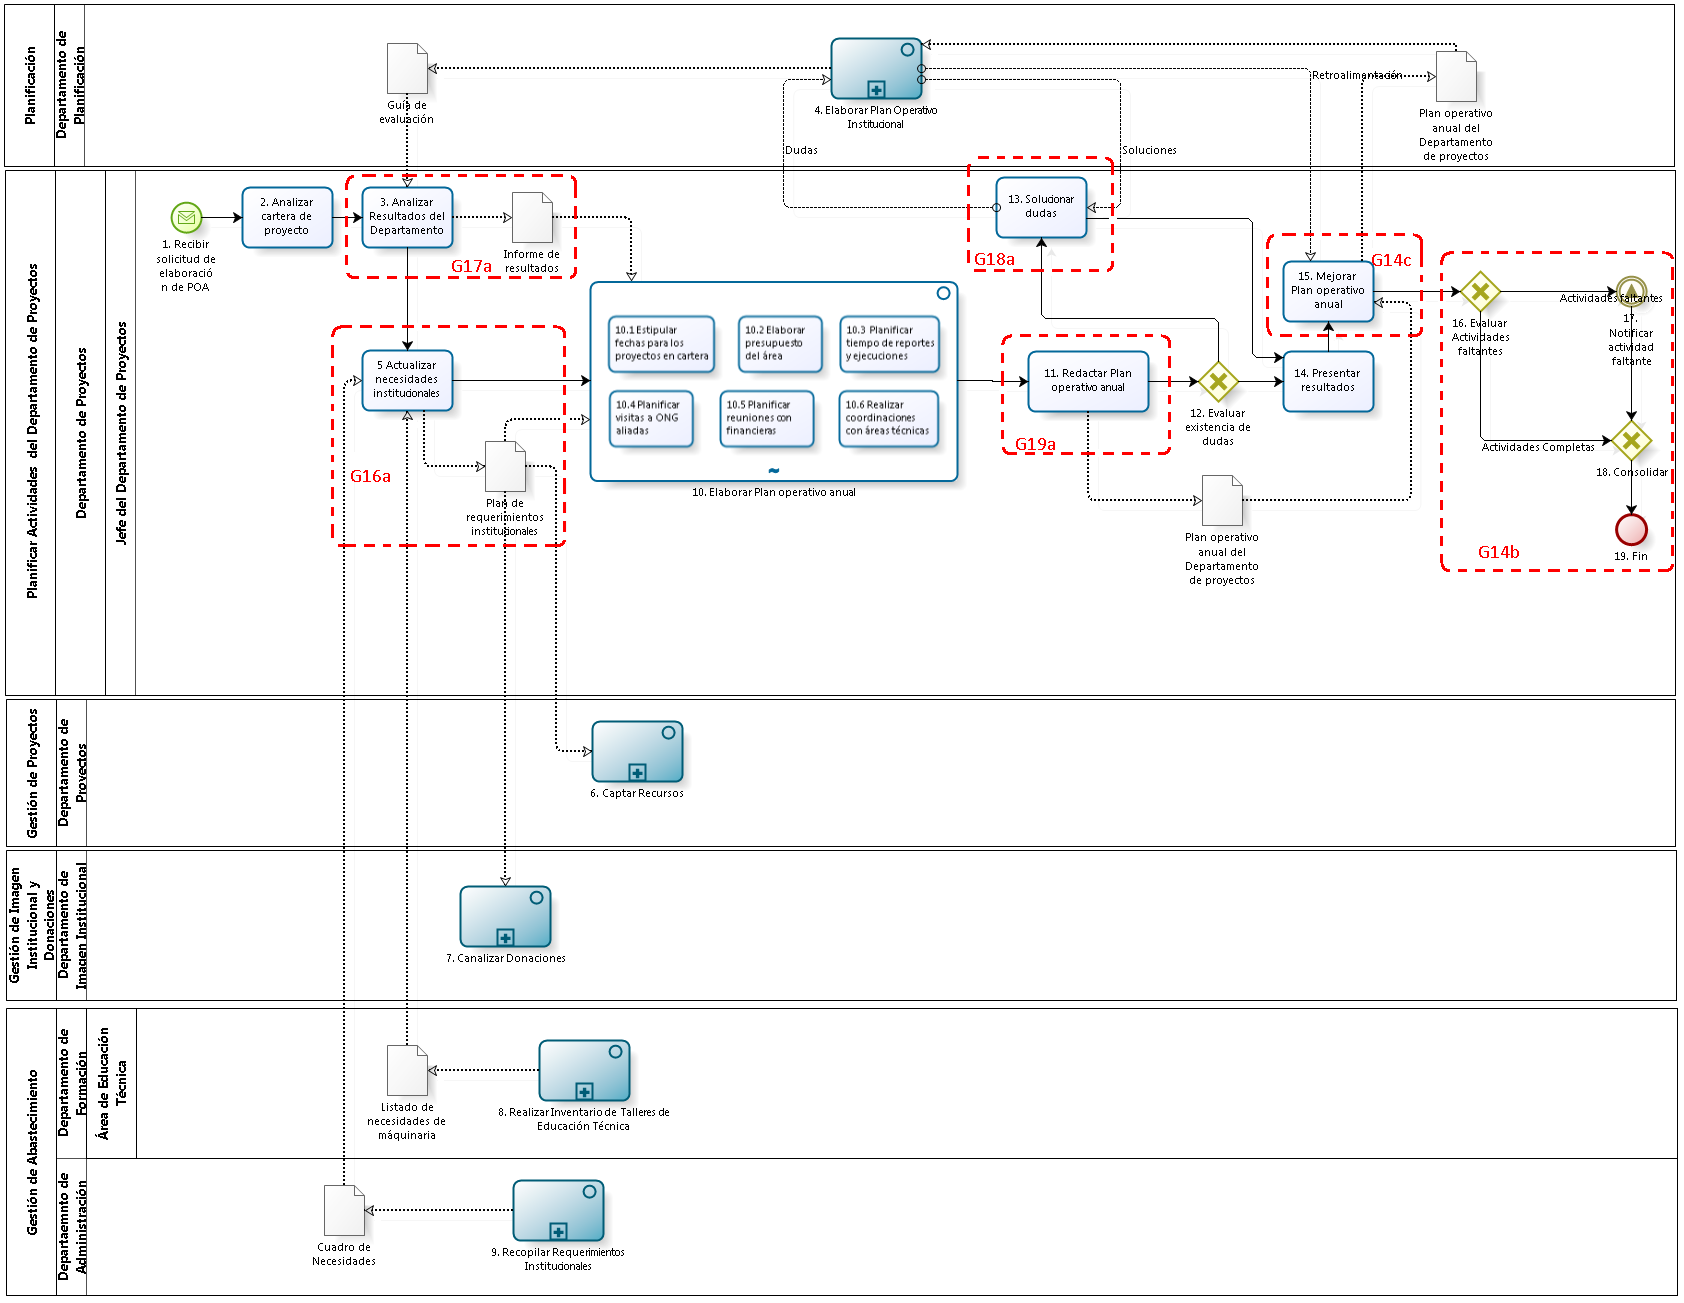 Planificación
Departamento de
Planificación
Guía de
evaluación
4. Elaborar Plan Operativo
Institucional
Retroalimentación
Plan operativo
anual del
Departamento
de proyectos
Dudas
Soluciones
Planificar Actividades del Departamento de Proyectos
Departamento de Proyectos
Jefe del Departamento de Proyectos
1. Recibir
solicitud de
elaboració
n de POA
2. Analizar
cartera de
proyecto
3. Analizar
Resultados del
Departamento
G17a
Informe de
resultados
13. Solucionar
dudas
G18a
G14c
15. Mejorar
Plan operativo
anual
16. Evaluar
Actividades
faltantes
Actividades faltantes
17.
Notificar
actividad
faltante
Actividades Completas
18. Consolidar
19. Fin
G14b
5 Actualizar
necesidades
institucionales
G16a
Plan de
requerimientos
institucionales
10.1 Estipular
fechas para los
proyectos en cartera
10.2 Elaborar
presupuesto
del área
10.3 Planificar
tiempo de reportes
y ejecuciones
10.4 Planificar
visitas a ONG
aliadas
10.5 Planificar
reuniones con
financieras
10.6 Realizar
coordinaciones
con áreas técnicas
10. Elaborar Plan operativo anual
11. Redactar Plan
operativo anual
G19a
12. Evaluar
existencia de
dudas
14. Presentar
resultados
Plan operativo
anual del
Departamento
de proyectos
Gestión de Proyectos
Departamento de
Proyectos
6. Captar Recursos
Gestión de Imagen
Institucional y
Donaciones
Departamento de
Imagen Institucional
7. Canalizar Donaciones
Gestión de Abastecimiento
Departamento de
Formación
Área de Educación
Técnica
Listado de
necesidades de
máquinaria
8. Realizar Inventario de Talleres de
Educación Técnica
Departaemnto de
Administración
Cuadro de
Necesidades
9. Recopilar Requerimientos
Institucionales